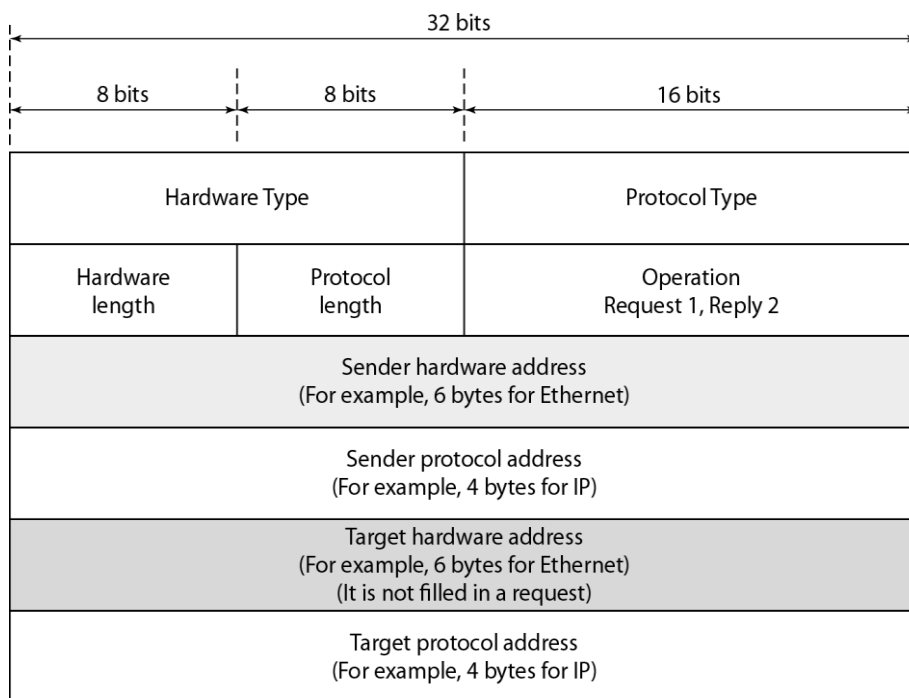 32 bits
8 bits
8 bits
16 bits
Hardware Type
Protocol Type
Hardware
length
Protocol
length
Operation
Request 1, Reply 2
Sender hardware address
(For example, 6 bytes for Ethernet)
Sender protocol address
(For example, 4 bytes for IP)
Target hardware address
(For example, 6 bytes for Ethernet)
(It is not filled in a request)
Target protocol address
(For example, 4 bytes for IP)